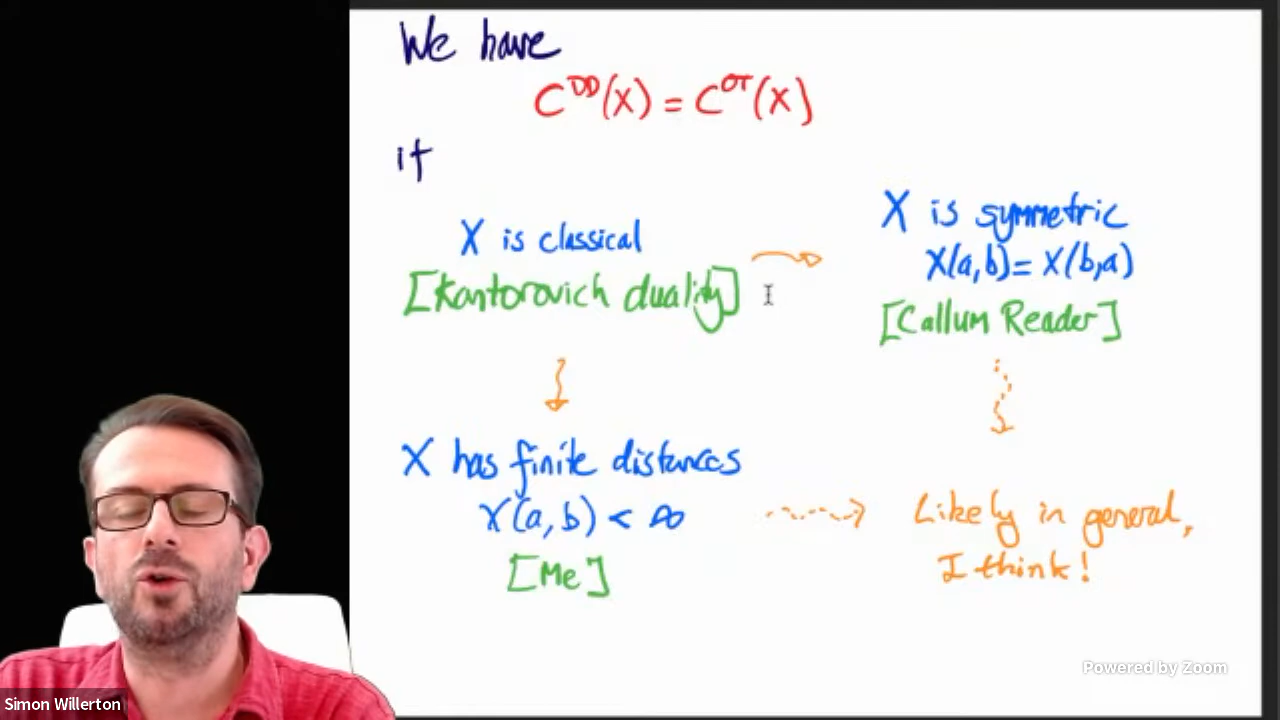 We have
C^DD(X) = C^OT(X)
if
X is classical
[Kantorovich duality]
X is symmetric
X(a,b) = X(b,a)
[Callum Reader]
X has finite distances
X(a, b) < ∞
[Me]
Likely in general,
I think!
Powered by Zoom
Simon Willerton